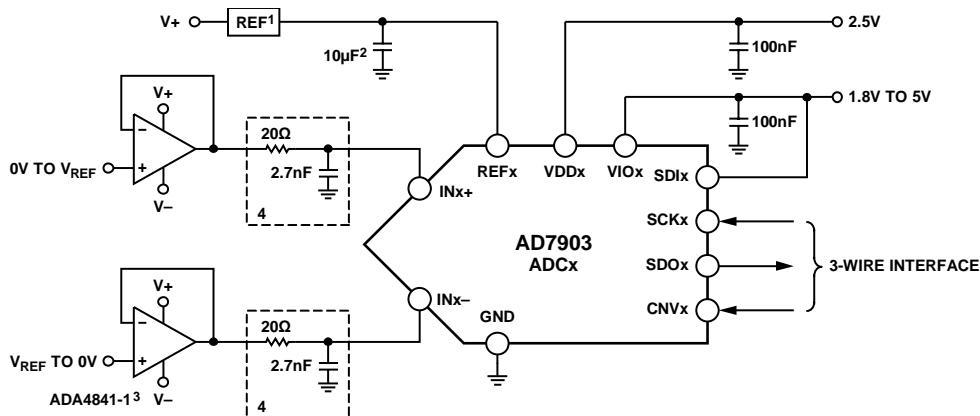 V+
REF1
10µF2
100nF
2.5V
1.8V TO 5V
100nF
V+
−
+
0V TO VREF
V−
20Ω
2.7nF
4
INx+
REFx
VDDx
VIOx
SDIx
SCKx
SDOx
CNVx
3-WIRE INTERFACE
AD7903
ADCx
INx−
GND
V+
−
+
VREF TO 0V
ADA4841-13
V−
20Ω
2.7nF
4